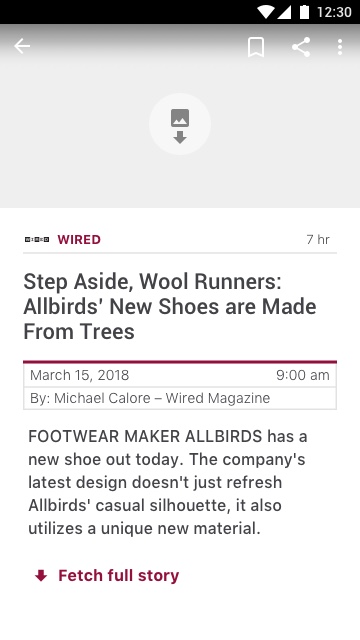 12:30
WIRED
WIRED
7 hr
Step Aside, Wool Runners:
Allbirds' New Shoes are Made
From Trees
March 15, 2018
9:00 am
By: Michael Calore – Wired Magazine
FOOTWEAR MAKER ALLBIRDS has a
new shoe out today. The company's
latest design doesn't just refresh
Allbirds' casual silhouette, it also
utilizes a unique new material.
Fetch full story